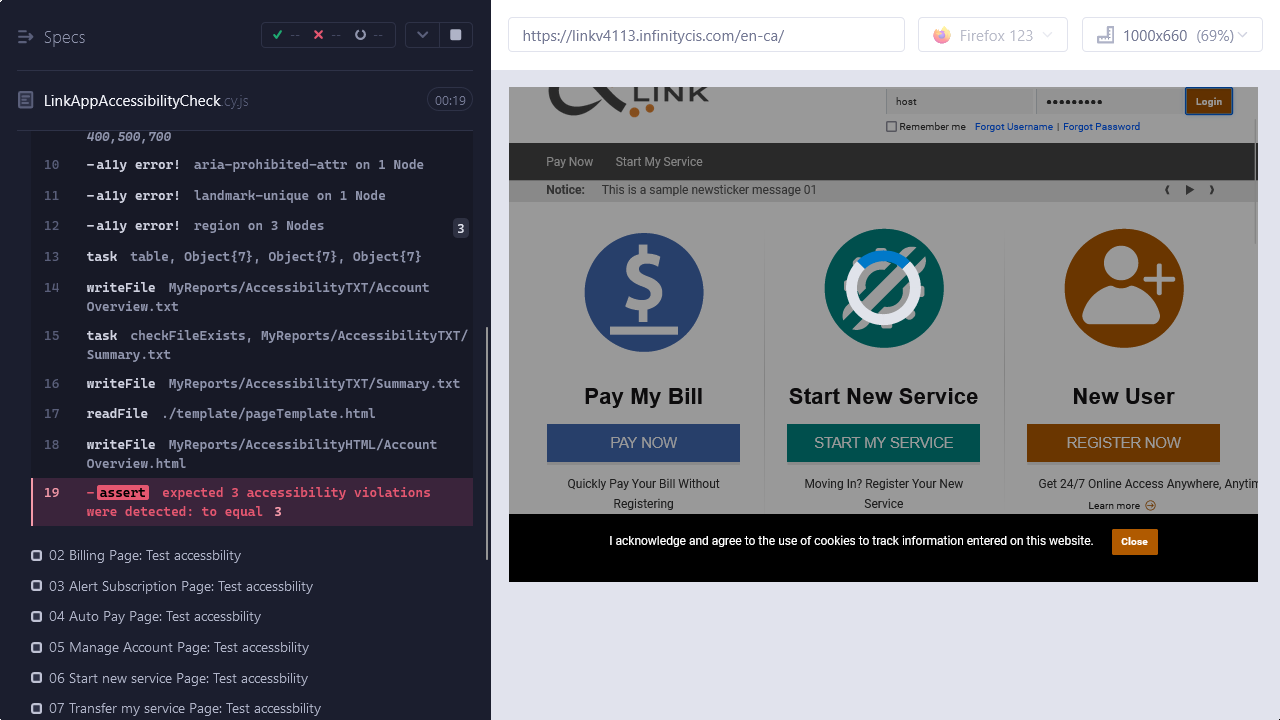 Specs
--
--
--
LinkAppAccessibilityCheck.cy.js
00:19
400,500,700
10 -a11y error! aria-prohibited-attr on 1 Node
11 -a11y error! landmark-unique on 1 Node
12 -a11y error! region on 3 Nodes 3
13 task table, Object{7}, Object{7}, Object{7}
14 writeFile MyReports/AccessibilityTXT/Account
Overview.txt
15 task checkFileExists, MyReports/AccessibilityTXT/
Summary.txt
16 writeFile MyReports/AccessibilityTXT/Summary.txt
17 readFile ./template/pageTemplate.html
18 writeFile MyReports/AccessibilityHTML/Account
Overview.html
19 -assert expected 3 accessibility violations
were detected: to equal 3
02 Billing Page: Test accessbility
03 Alert Subscription Page: Test accessbility
04 Auto Pay Page: Test accessbility
05 Manage Account Page: Test accessbility
06 Start new service Page: Test accessbility
07 Transfer my service Page: Test accessbility
https://linkv4113.infinitycis.com/en-ca/
Firefox 123
1000x660 (69%)
LINK
host
•••••••••
Login
Remember me Forgot Username | Forgot Password
Pay Now Start My Service
Notice: This is a sample newsticker message 01
Pay My Bill
PAY NOW
Quickly Pay Your Bill Without
Registering
Start New Service
START MY SERVICE
Moving In? Register Your New
Service
New User
REGISTER NOW
Get 24/7 Online Access Anywhere, Anytim
Learn more
I acknowledge and agree to the use of cookies to track information entered on this website.
Close